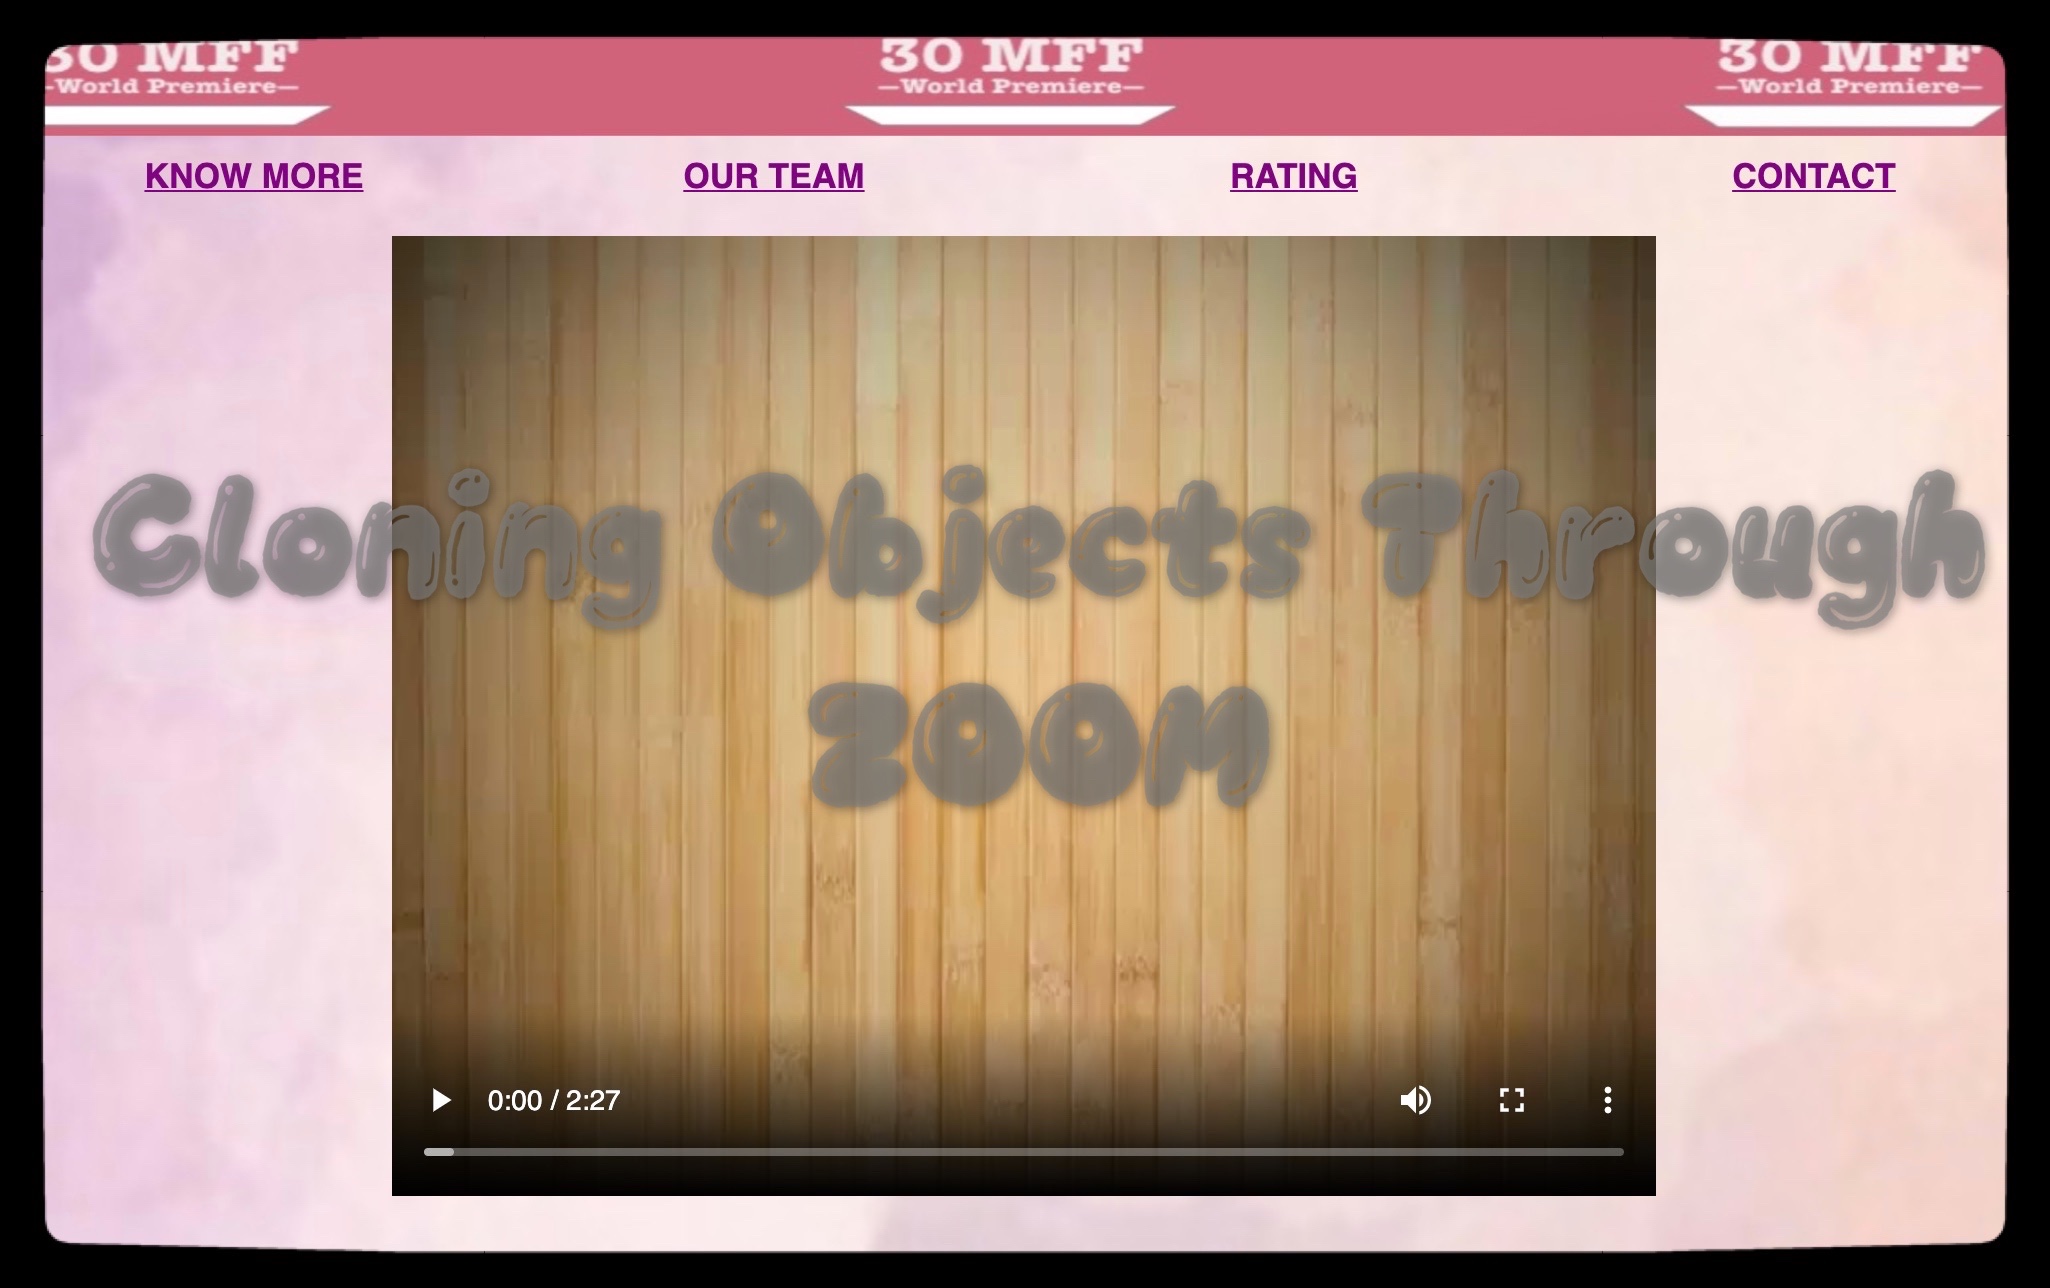 30 MFF 30 MFF 30 MFF
-World Premiere— —World Premiere— —World Premiere—
KNOW MORE OUR TEAM RATING CONTACT
Cloning Objects Through
ZOOM
0:00 / 2:27